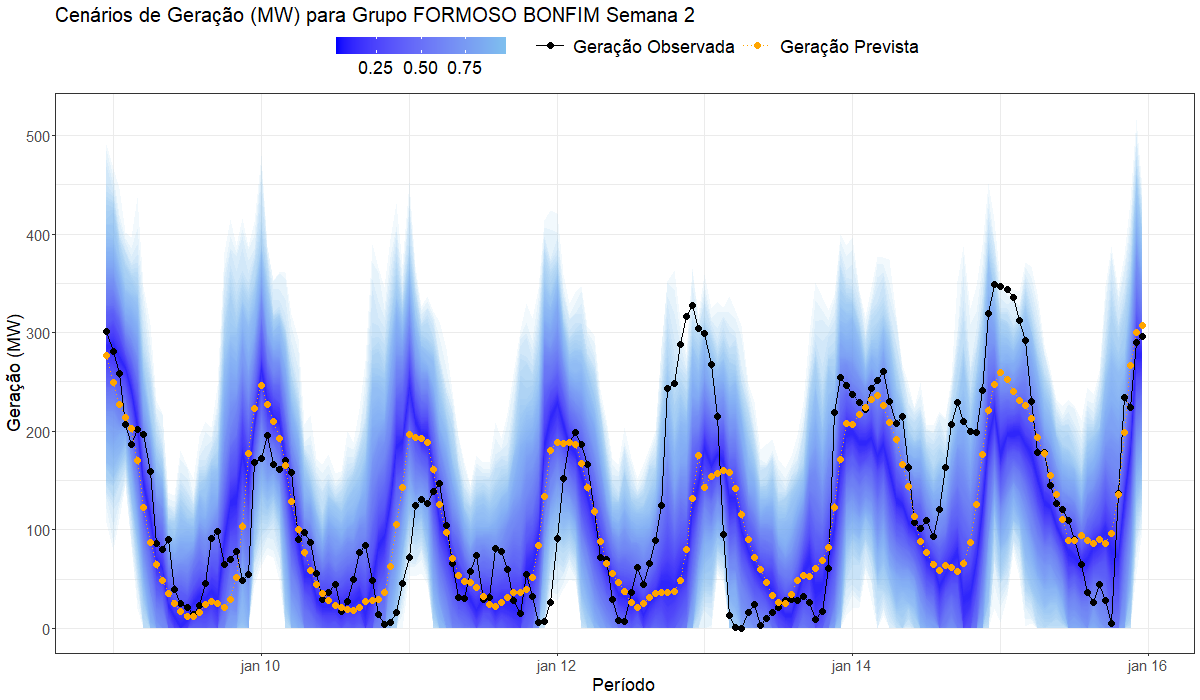 Cenários de Geração (MW) para Grupo FORMOSO BONFIM Semana 2
0.25 0.50 0.75
Geração Observada
Geração Prevista
Geração (MW)
500
400
300
200
100
0
jan 10 jan 12 jan 14 jan 16
Período